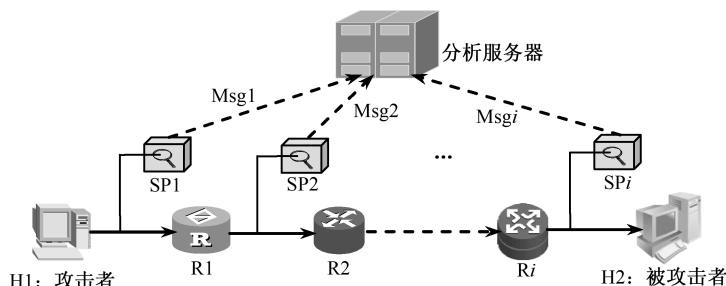 分析服务器
Msg1
Msg2
Msgi
SP1
SP2
...
SPi
R
H1：攻击者
R1
R2
Ri
H2：被攻击者